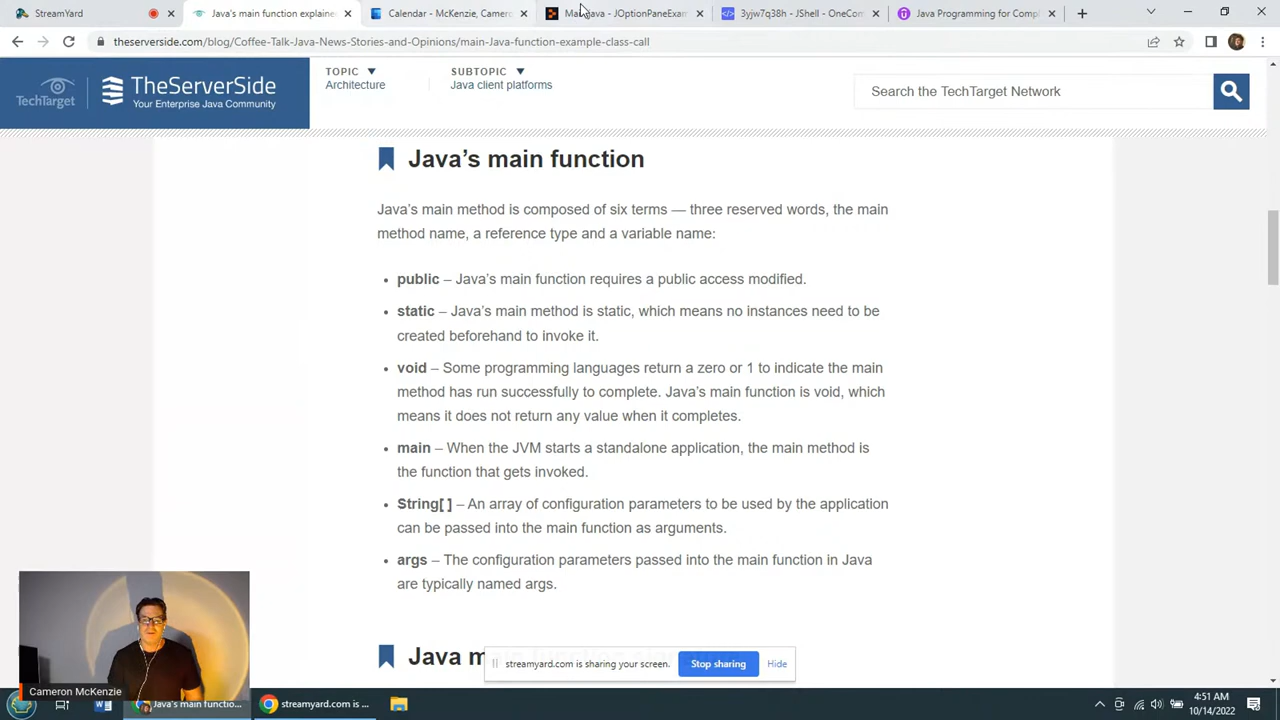 StreamYard
Java's main function explaine
Calendar - McKenzie, Camero
Java - JOptionPaneExam
3yjw7q38h - JShell - OneCom
Java Programming for Compl
theserverside.com/blog/Coffee-Talk-Java-News-Stories-and-Opinions/main-Java-function-example-class-call
TechTarget
TheServerSide
Your Enterprise Java Community
TOPIC
Architecture
SUBTOPIC
Java client platforms
Search the TechTarget Network
Java's main function
Java's main method is composed of six terms — three reserved words, the main
method name, a reference type and a variable name:
public – Java's main function requires a public access modified.
static – Java's main method is static, which means no instances need to be
created beforehand to invoke it.
void – Some programming languages return a zero or 1 to indicate the main
method has run successfully to complete. Java's main function is void, which
means it does not return any value when it completes.
main – When the JVM starts a standalone application, the main method is
the function that gets invoked.
String[ ] – An array of configuration parameters to be used by the application
can be passed into the main function as arguments.
args – The configuration parameters passed into the main function in Java
are typically named args.
Java
streamyard.com is sharing your screen.
Stop sharing
Hide
Cameron McKenzie
Java's main functio...
streamyard.com is ...
4:51 AM
10/14/2022